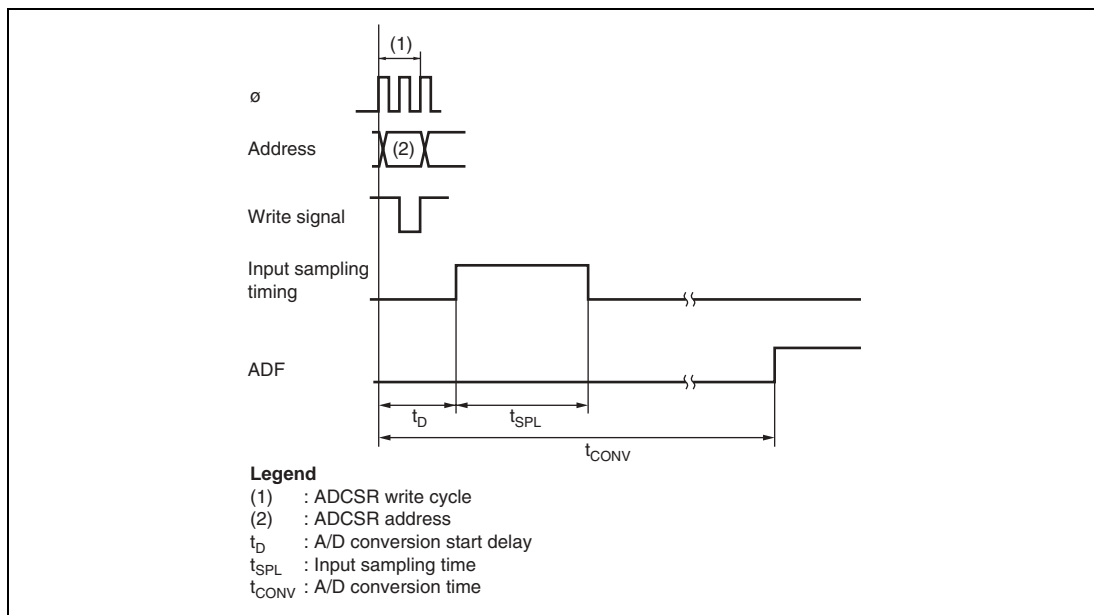 (1)
ø
Address
(2)
Write signal
Input sampling
timing
ADF
tD
tSPL
tCONV
Legend
(1) : ADCSR write cycle
(2) : ADCSR address
tD : A/D conversion start delay
tSPL : Input sampling time
tCONV : A/D conversion time